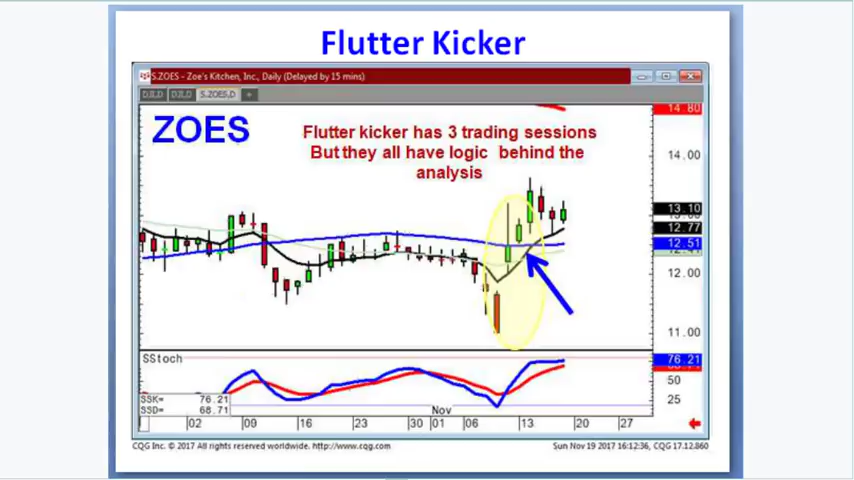 Flutter Kicker
S.ZOES - Zoe's Kitchen, Inc., Daily (Delayed by 15 mins)
DJI,D DJI,D S.ZOES,D +
14.80
ZOES
Flutter kicker has 3 trading sessions
But they all have logic behind the
analysis
14.00
13.10
12.77
12.51
12.00
11.00
SStoch
76.21
50
25
SSK= 76.21
SSD= 68.71
Nov
02 09 16 23 30 01 06 13 20 27
CQG Inc. © 2017 All rights reserved worldwide. http://www.cqg.com
Sun Nov 19 2017 16:12:36, CQG 17.12.860